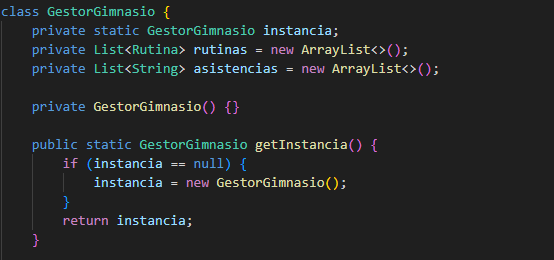 class GestorGimnasio {
    private static GestorGimnasio instancia;
    private List<Rutina> rutinas = new ArrayList<>();
    private List<String> asistencias = new ArrayList<>();

    private GestorGimnasio() {}

    public static GestorGimnasio getInstancia() {
        if (instancia == null) {
            instancia = new GestorGimnasio();
        }
        return instancia;
    }